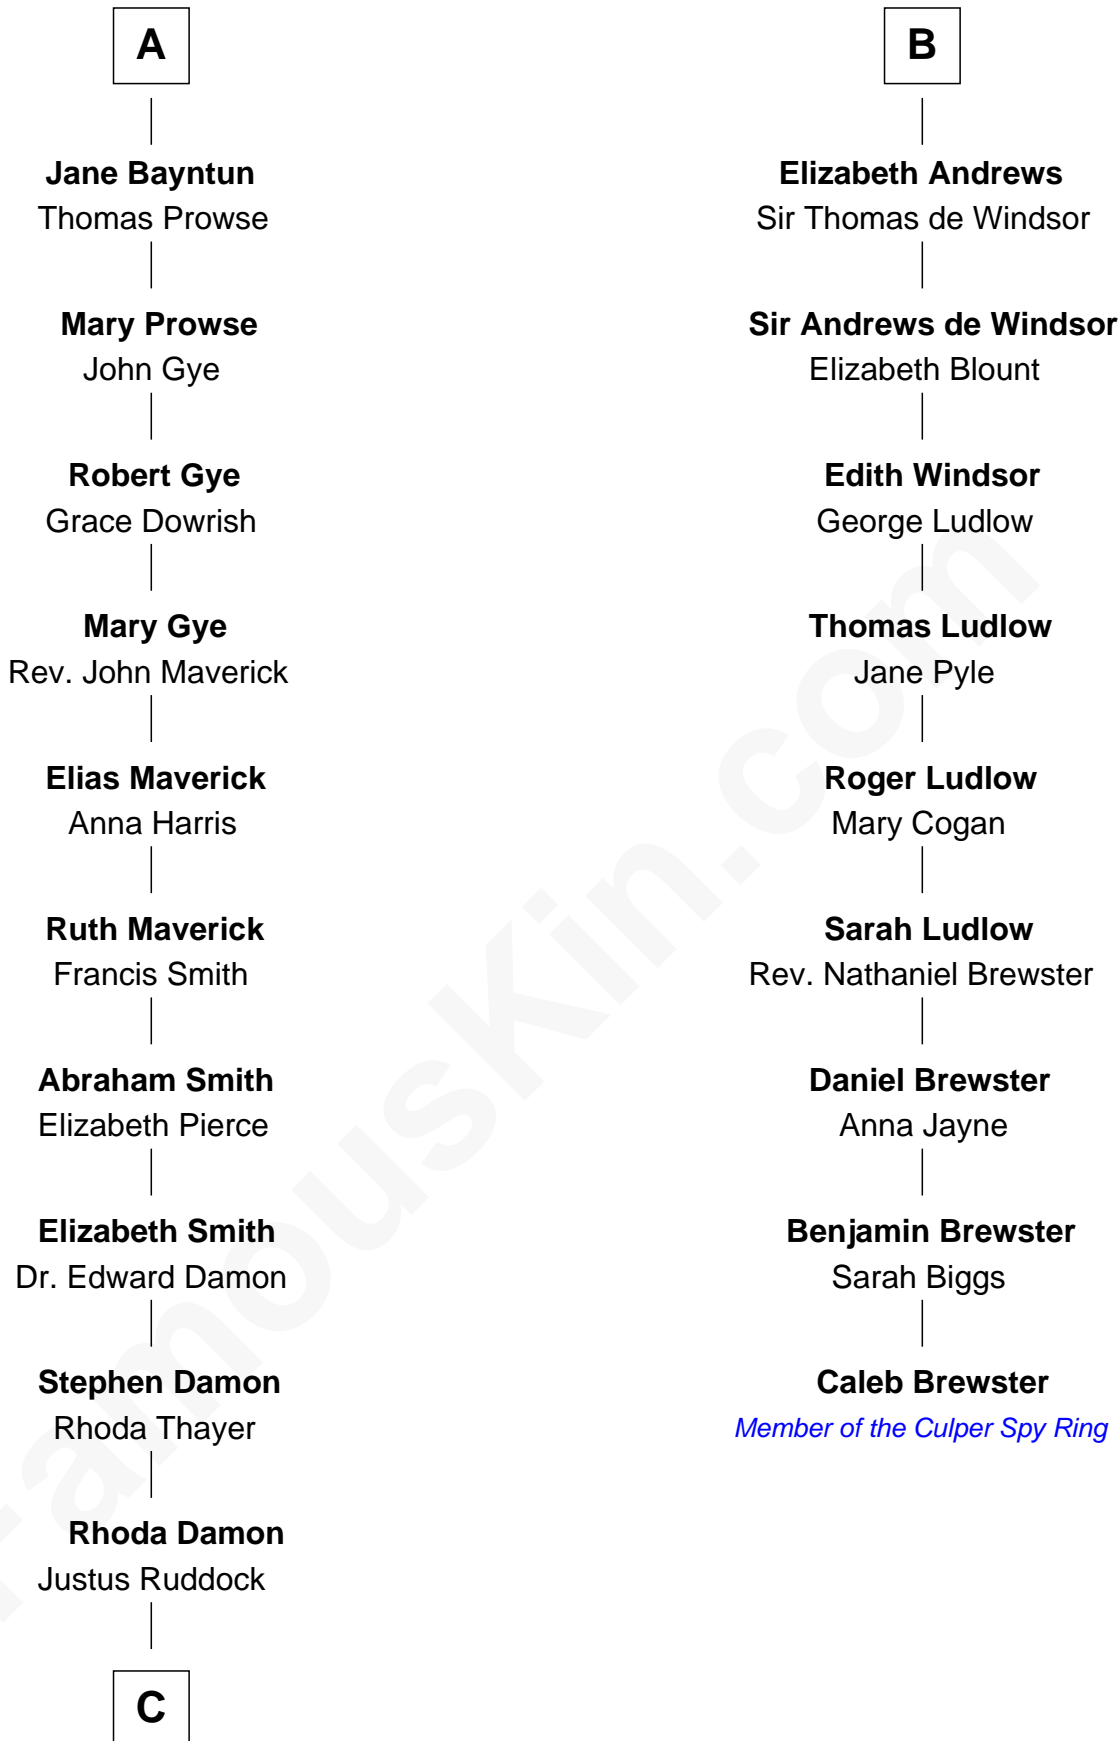 A
Jane Bayntun
Thomas Prowse
Mary Prowse
John Gye
Robert Gye
Grace Dowrish
Mary Gye
Rev. John Maverick
Elias Maverick
Anna Harris
Ruth Maverick
Francis Smith
Abraham Smith
Elizabeth Pierce
Elizabeth Smith
Dr. Edward Damon
Stephen Damon
Rhoda Thayer
Rhoda Damon
Justus Ruddock
C
B
Elizabeth Andrews
Sir Thomas de Windsor
Sir Andrews de Windsor
Elizabeth Blount
Edith Windsor
George Ludlow
Thomas Ludlow
Jane Pyle
Roger Ludlow
Mary Cogan
Sarah Ludlow
Rev. Nathaniel Brewster
Daniel Brewster
Anna Jayne
Benjamin Brewster
Sarah Biggs
Caleb Brewster
Member of the Culper Spy Ring
FamousKin.com